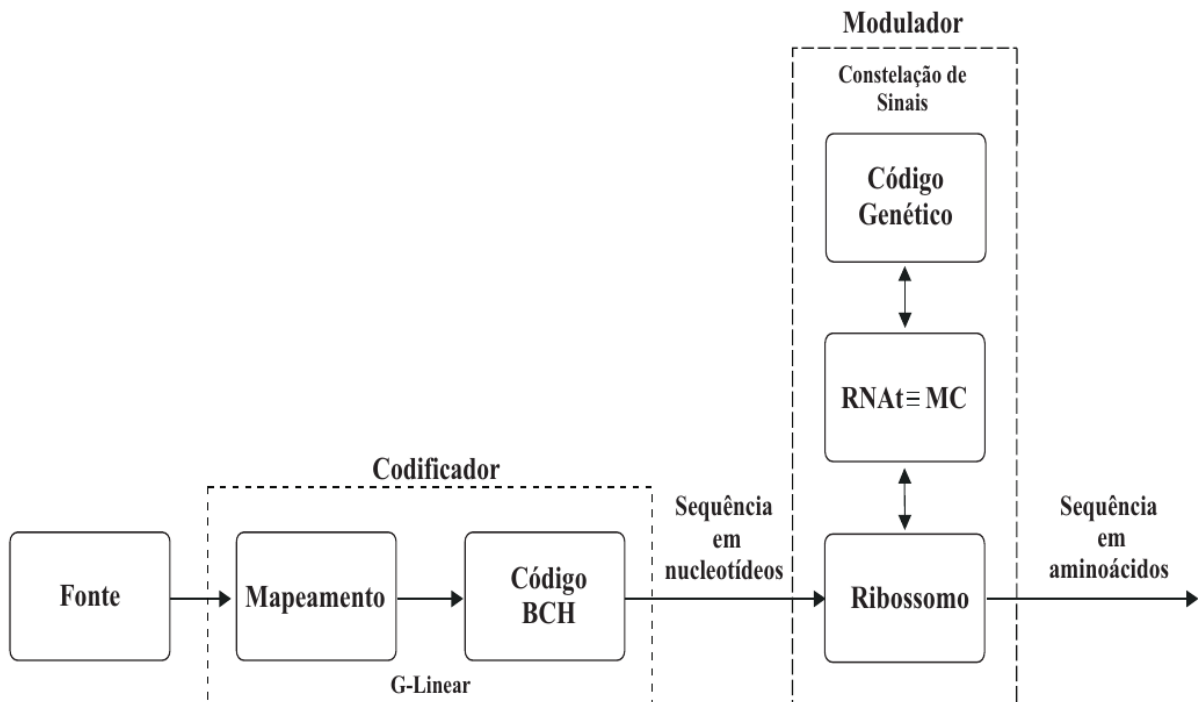 Modulador
Constelação de
Sinais
Código
Genético
RNAt ≡ MC
Codificador
Sequência
em
nucleotídeos
Sequência
em
aminoácidos
Fonte
Mapeamento
Código
BCH
Ribossomo
G-Linear